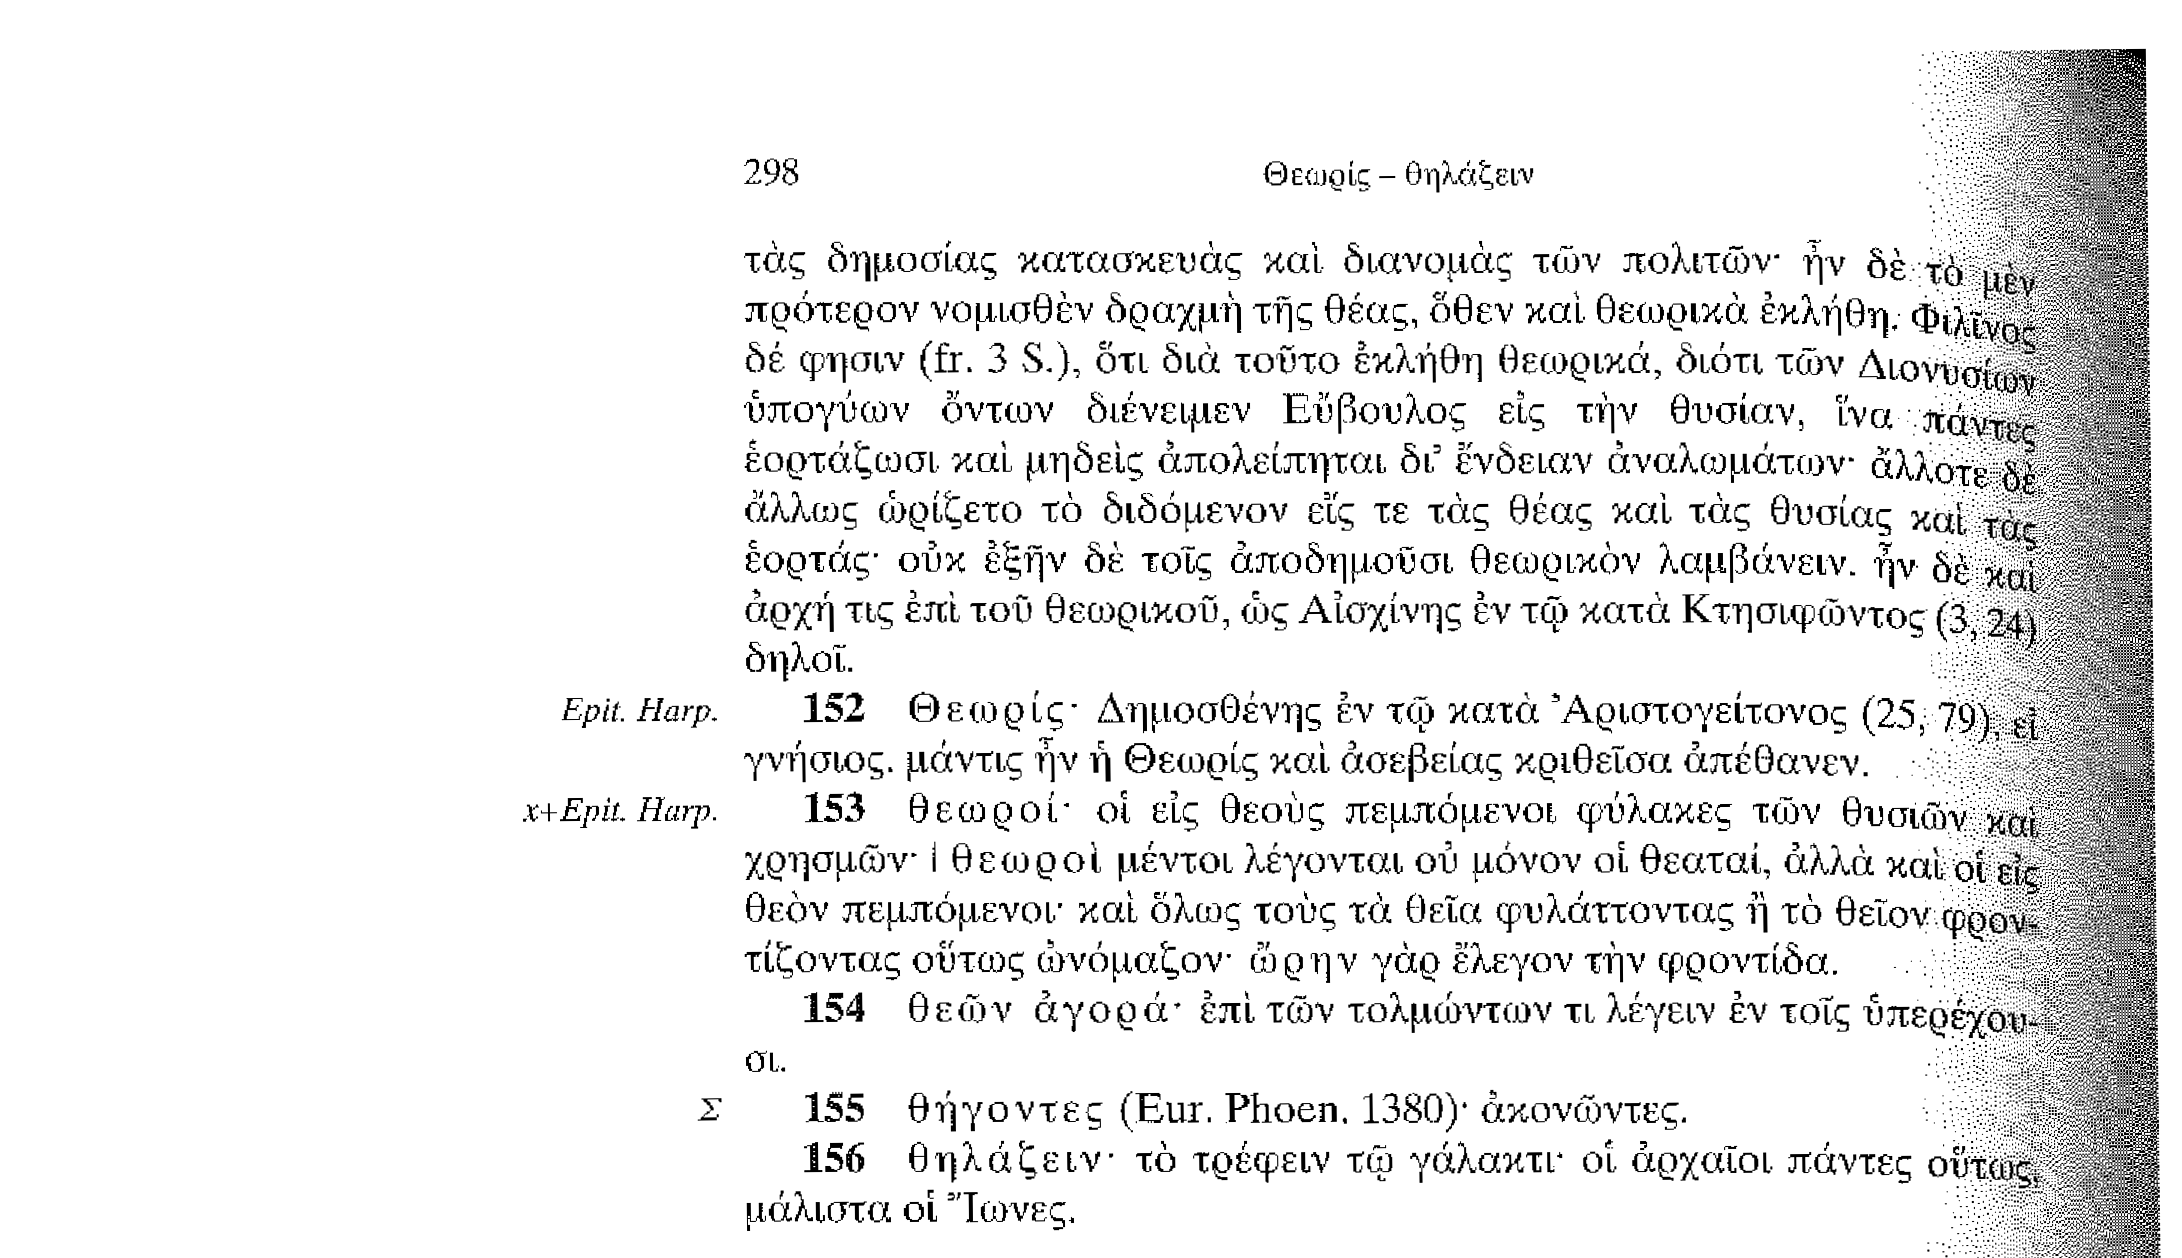 298 Θεωρίς – θηλάζειν
τὰς δημοσίας κατασκευὰς καὶ διανομὰς τῶν πολιτῶν· ἦν δὲ τὸ μὲν
πρότερον νομισθὲν δραχμὴ τῆς θέας, ὅθεν καὶ θεωρικὰ ἐκλήθη. Φιλῖνος
δέ φησιν (fr. 3 S.), ὅτι διὰ τοῦτο ἐκλήθη θεωρικά, διότι τῶν Διονυσίων
ὑπογύων ὄντων διένειμεν Εὔβουλος εἰς τὴν θυσίαν, ἵνα πάντες
ἑορτάζωσι καὶ μηδεὶς ἀπολείπηται δι’ ἔνδειαν ἀναλωμάτων· ἄλλοτε δὲ
ἄλλως ὡρίζετο τὸ διδόμενον εἴς τε τὰς θέας καὶ τὰς θυσίας καὶ τὰς
ἑορτάς· οὐκ ἐξῆν δὲ τοῖς ἀποδημοῦσι θεωρικὸν λαμβάνειν. ἦν δὲ καὶ
ἀρχή τις ἐπὶ τοῦ θεωρικοῦ, ὡς Αἰσχίνης ἐν τῷ κατὰ Κτησιφῶντος (3, 24)
δηλοῖ.
Epit. Harp. 152 Θεωρίς· Δημοσθένης ἐν τῷ κατὰ Ἀριστογείτονος (25, 79), εἰ
γνήσιος. μάντις ἦν ἡ Θεωρίς καὶ ἀσεβείας κριθεῖσα ἀπέθανεν.
x+Epit. Harp. 153 θεωροί· οἱ εἰς θεοὺς πεμπόμενοι φύλακες τῶν θυσιῶν καὶ
χρησμῶν· | θεωροὶ μέντοι λέγονται οὐ μόνον οἱ θεαταί, ἀλλὰ καὶ οἱ εἰς
θεὸν πεμπόμενοι· καὶ ὅλως τοὺς τὰ θεῖα φυλάττοντας ἢ τὸ θεῖον φρον-
τίζοντας οὕτως ὠνόμαζον· ὤρην γὰρ ἔλεγον τὴν φροντίδα.
154 θεῶν ἀγορά· ἐπὶ τῶν τολμώντων τι λέγειν ἐν τοῖς ὑπερέχου-
σι.
Σ 155 θήγοντες (Eur. Phoen. 1380)· ἀκονῶντες.
156 θηλάζειν· τὸ τρέφειν τῷ γάλακτι· οἱ ἀρχαῖοι πάντες οὕτως,
μάλιστα οἱ Ἴωνες.